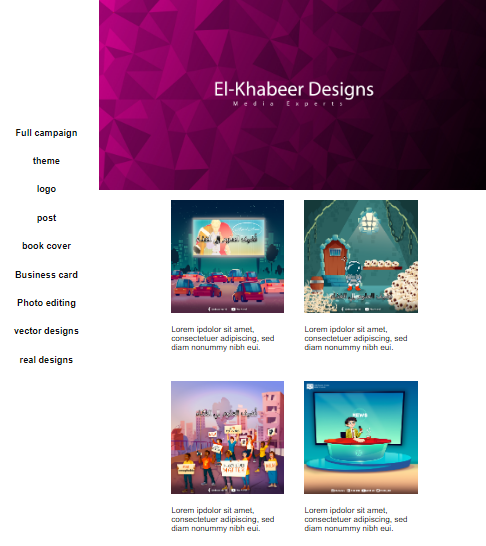 El-Khabeer Designs
Media Experts
Full campaign
theme
logo
post
book cover
Business card
Photo editing
vector designs
real designs
Lorem ipdolor sit amet,
consectetuer adipiscing, sed
diam nonummy nibh eui.
Lorem ipdolor sit amet,
consectetuer adipiscing, sed
diam nonummy nibh eui.
NEWS
Lorem ipdolor sit amet,
consectetuer adipiscing, sed
diam nonummy nibh eui.
Lorem ipdolor sit amet,
consectetuer adipiscing, sed
diam nonummy nibh eui.